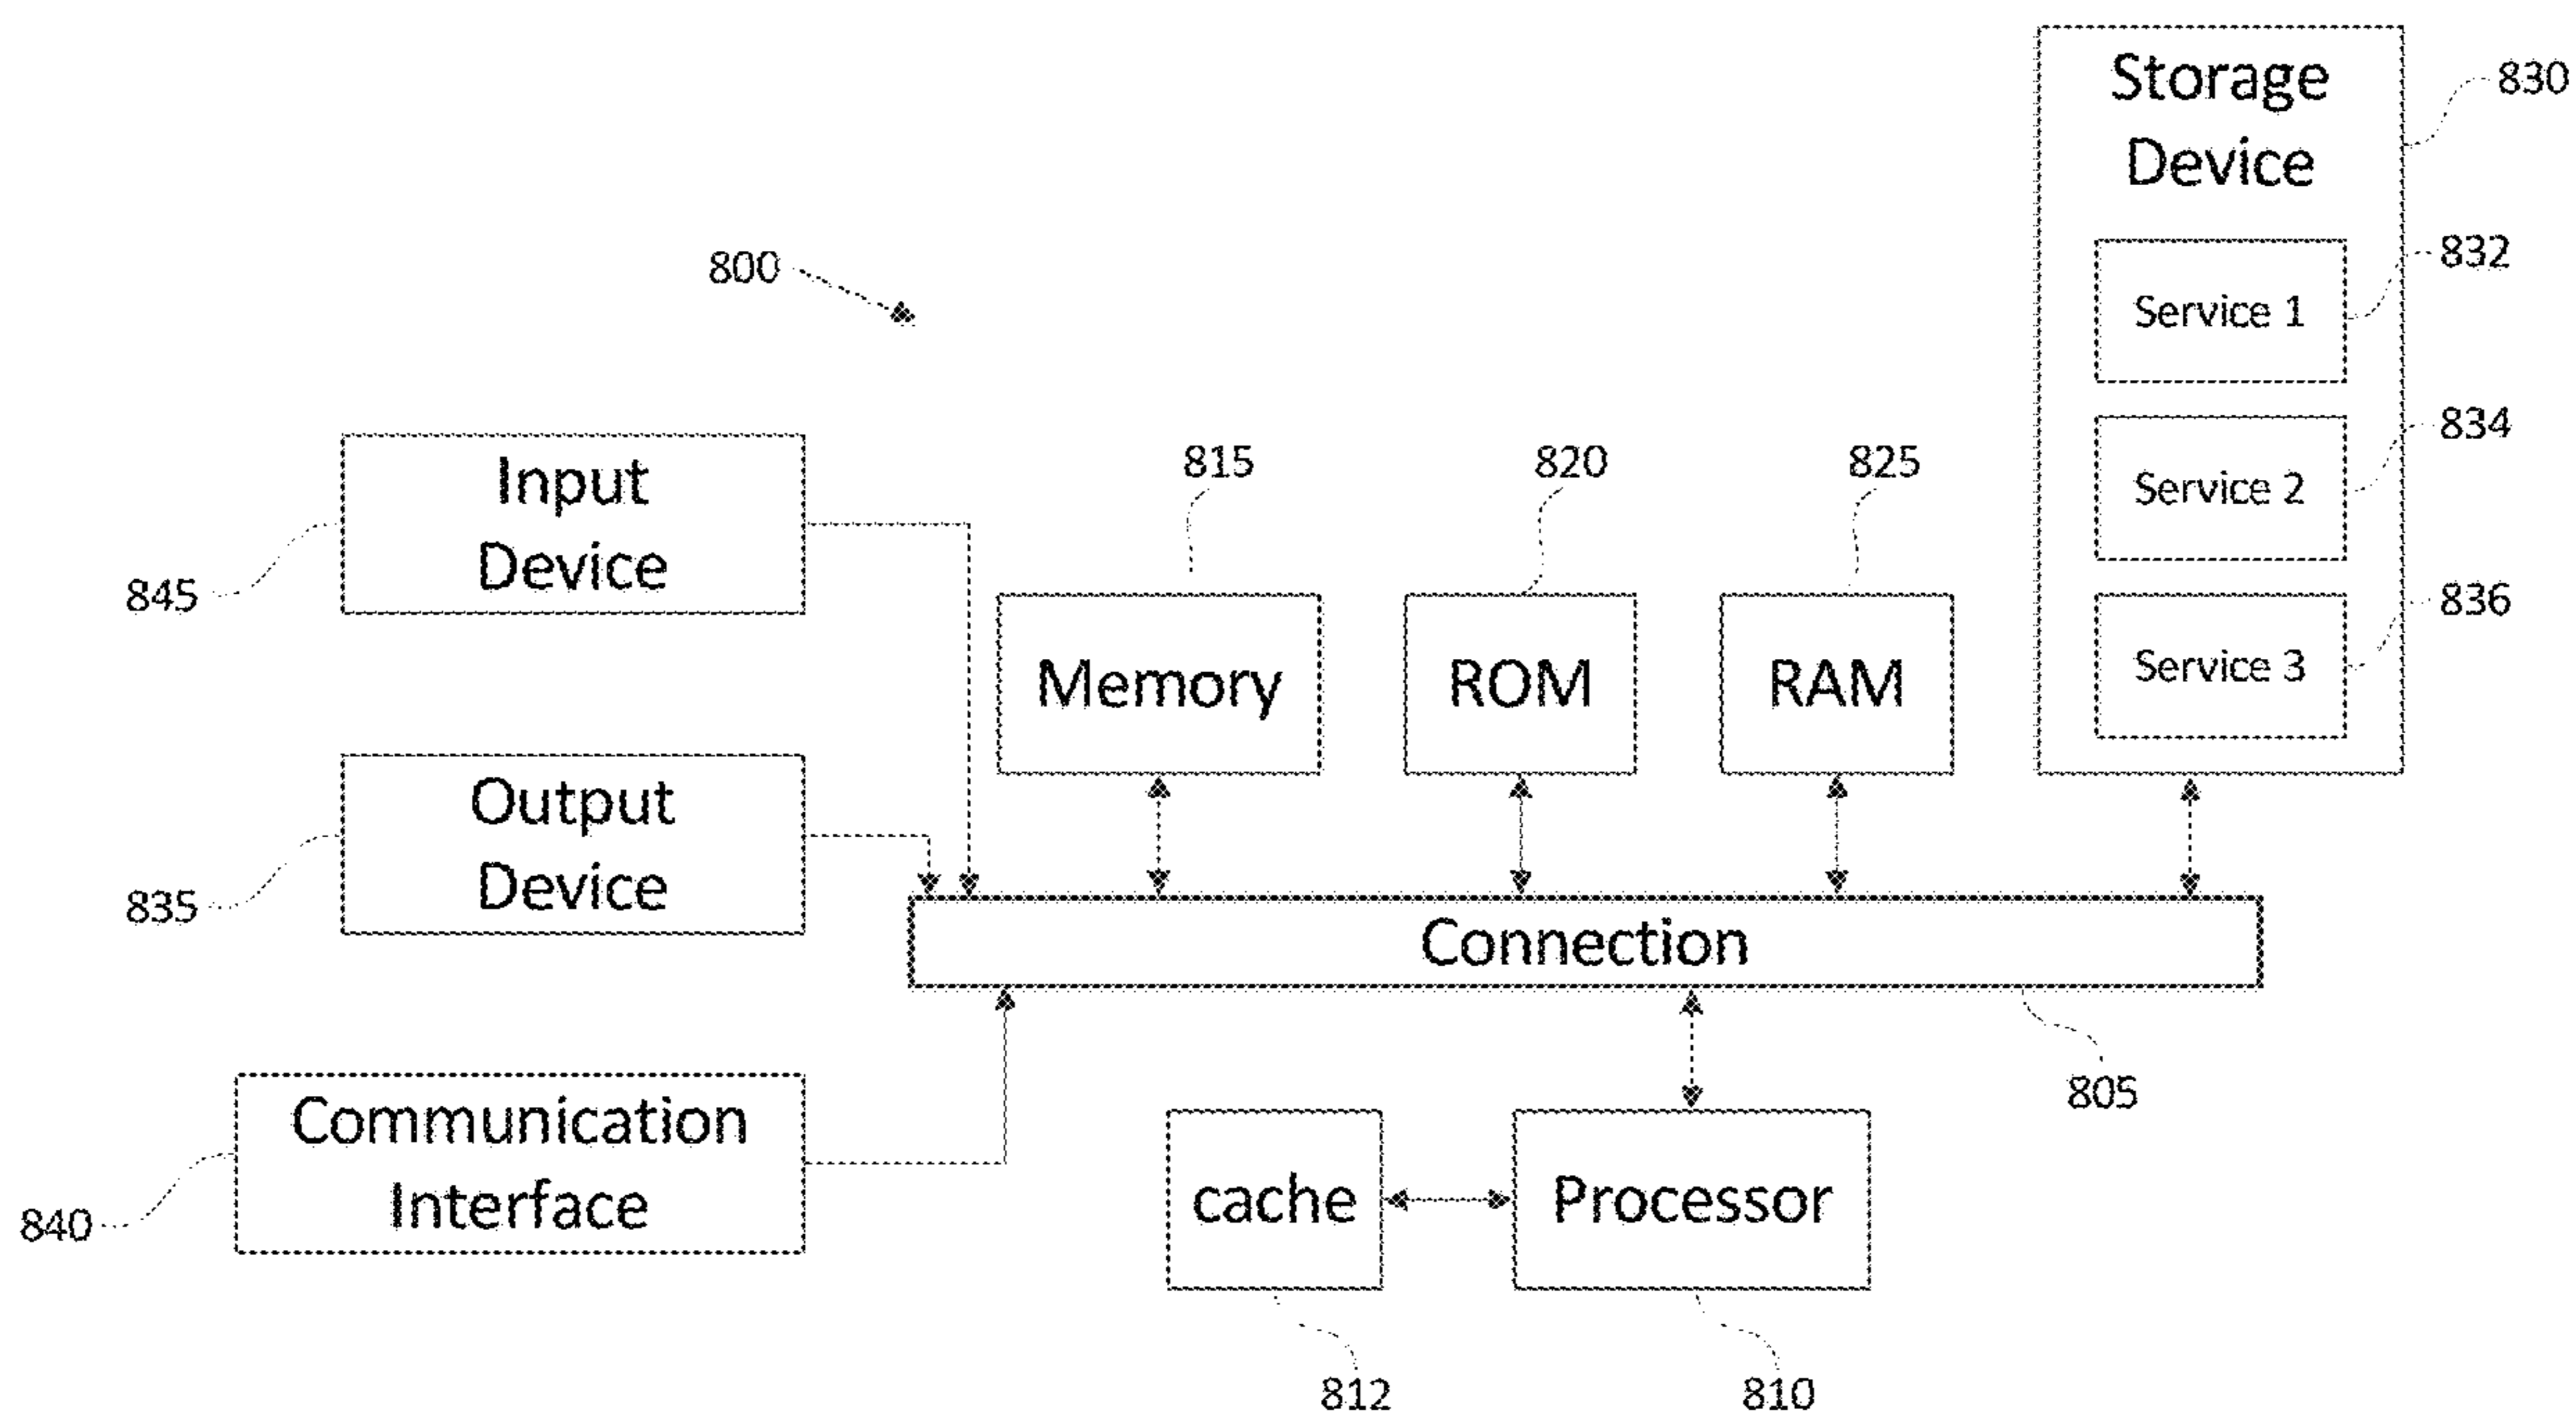 Storage
Device
830
832
800
Service 1
834
815
820
825
Input
Device
Service 2
845
836
Memory
ROM
RAM
Service 3
Output
Device
835
Connection
805
Communication
Interface
840
cache
Processor
812
810